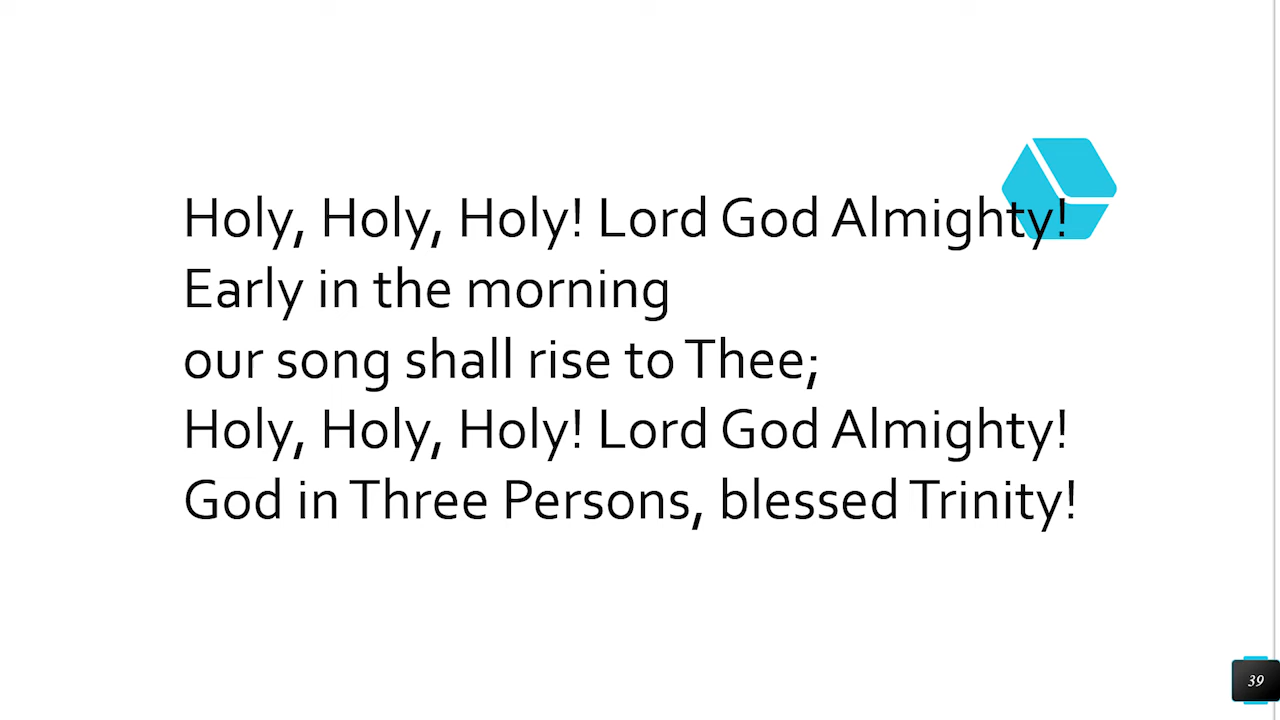 Holy, Holy, Holy! Lord God Almighty!
Early in the morning
our song shall rise to Thee;
Holy, Holy, Holy! Lord God Almighty!
God in Three Persons, blessed Trinity!
39